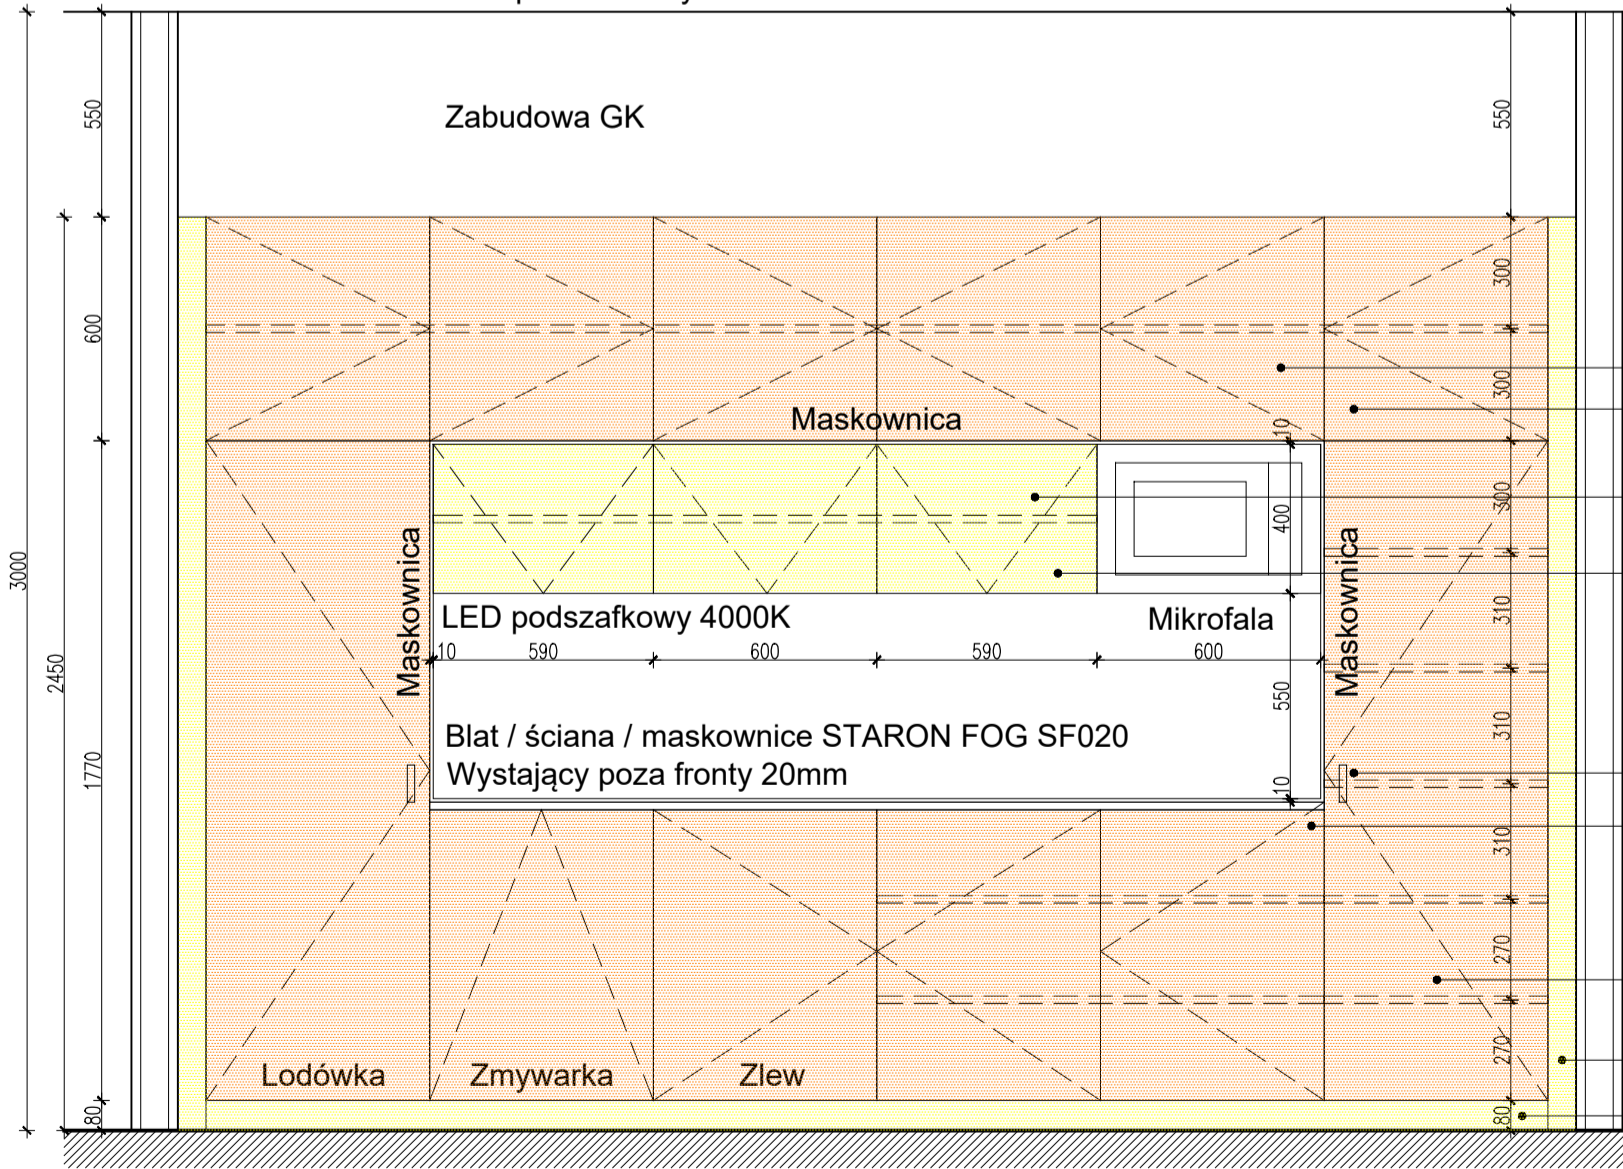 Zabudowa GK
550
550
600
300
300
Maskownica
10
300
400
Maskownica
Maskownica
3000
LED podszafkowy 4000K
Mikrofala
310
10
590
600
590
600
2450
550
310
Blat / ściana / maskownice STARON FOG SF020
Wystający poza fronty 20mm
1770
10
310
270
270
Lodówka
Zmywarka
Zlew
80
80